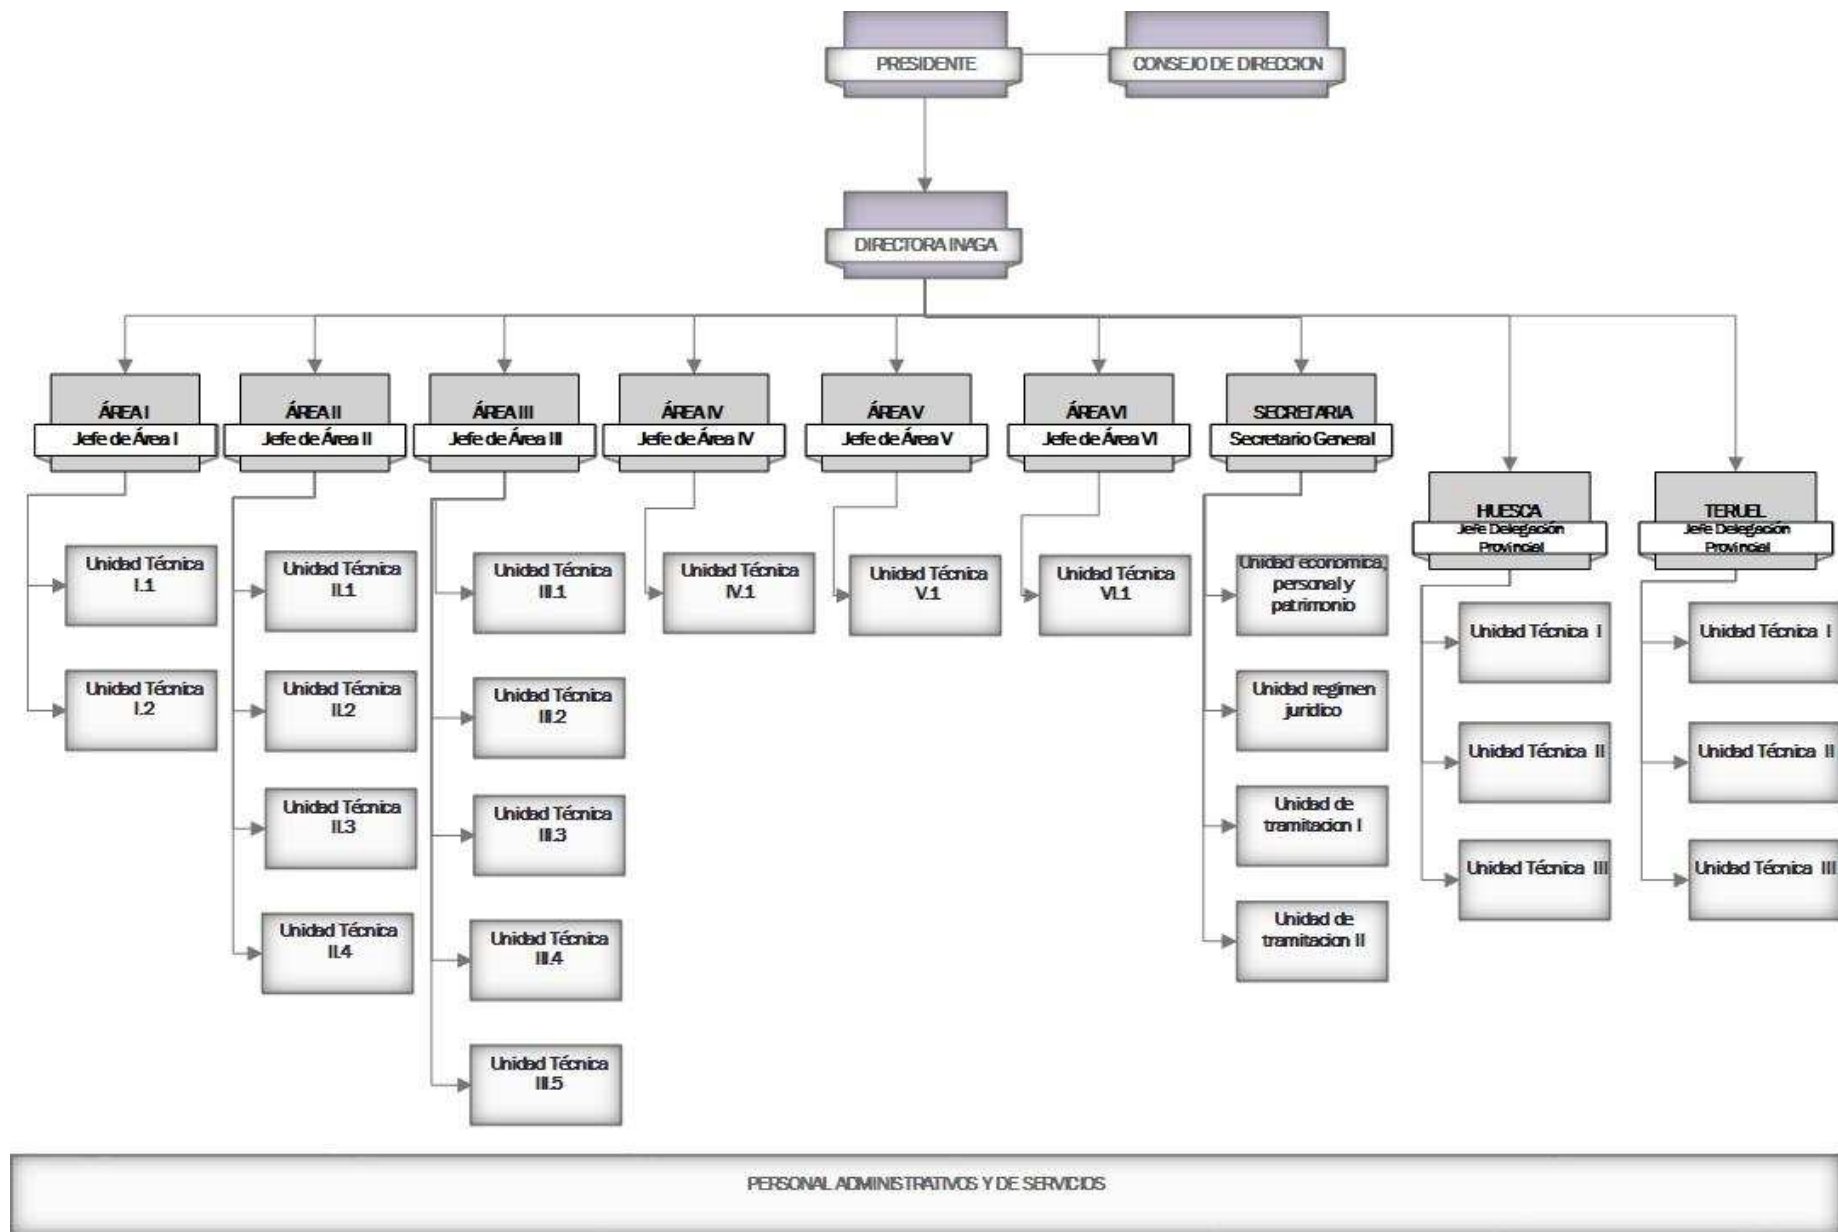 PRESIDENTE
CONSEJO DE DIRECCION
DIRECTORA INAGA
ÁREA I
Jefe de Área I
ÁREA II
Jefe de Área II
ÁREA III
Jefe de Área III
ÁREA IV
Jefe de Área IV
ÁREA V
Jefe de Área V
ÁREA VI
Jefe de Área VI
SECRETARIA
Secretario General
HUESCA
Jefe Delegación
Provincial
TERUEL
Jefe Delegación
Provincial
Unidad Técnica
I.1
Unidad Técnica
I.2
Unidad Técnica
II.1
Unidad Técnica
II.2
Unidad Técnica
II.3
Unidad Técnica
II.4
Unidad Técnica
III.1
Unidad Técnica
III.2
Unidad Técnica
III.3
Unidad Técnica
III.4
Unidad Técnica
III.5
Unidad Técnica
IV.1
Unidad Técnica
V.1
Unidad Técnica
VI.1
Unidad economica,
personal y
patrimonio
Unidad regimen
juridico
Unidad de
tramitacion I
Unidad de
tramitacion II
Unidad Técnica I
Unidad Técnica II
Unidad Técnica III
Unidad Técnica I
Unidad Técnica II
Unidad Técnica III
PERSONAL ADMINISTRATIVOS Y DE SERVICIOS